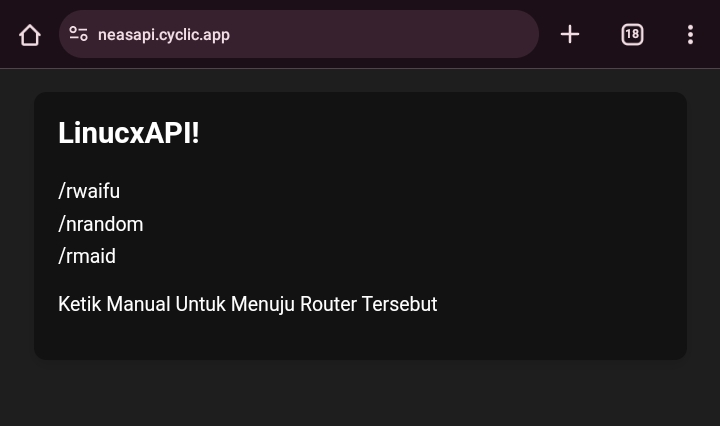 neasapi.cyclic.app
18
LinucxAPI!
/rwaifu
/nrandom
/rmaid
Ketik Manual Untuk Menuju Router Tersebut